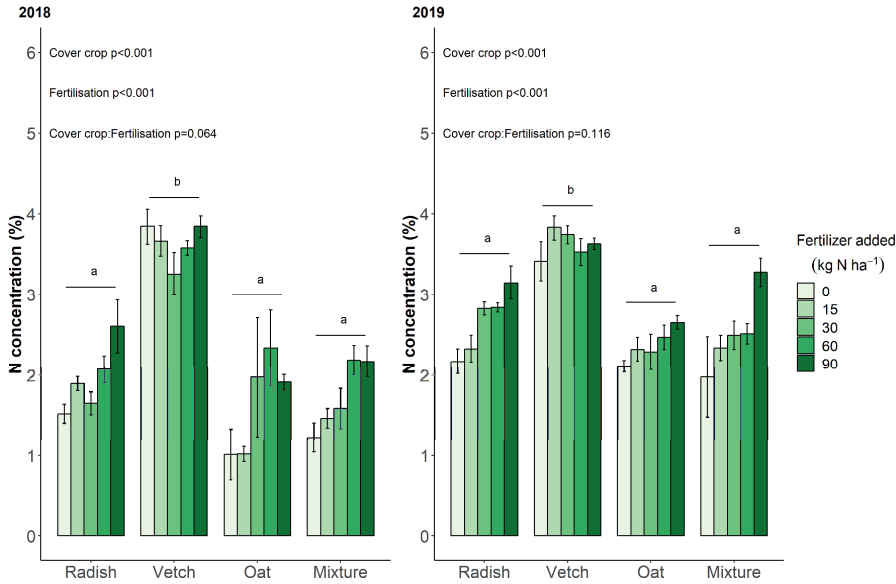 2018
Cover crop p<0.001
Fertilisation p<0.001
Cover crop:Fertilisation p=0.064
N concentration (%)
6
5
4
3
2
1
0
a
b
a
a
Radish
Vetch
Oat
Mixture
2019
Cover crop p<0.001
Fertilisation p<0.001
Cover crop:Fertilisation p=0.116
N concentration (%)
6
5
4
3
2
1
0
a
b
a
a
Radish
Vetch
Oat
Mixture
Fertilizer added
(kg N ha⁻¹)
0
15
30
60
90